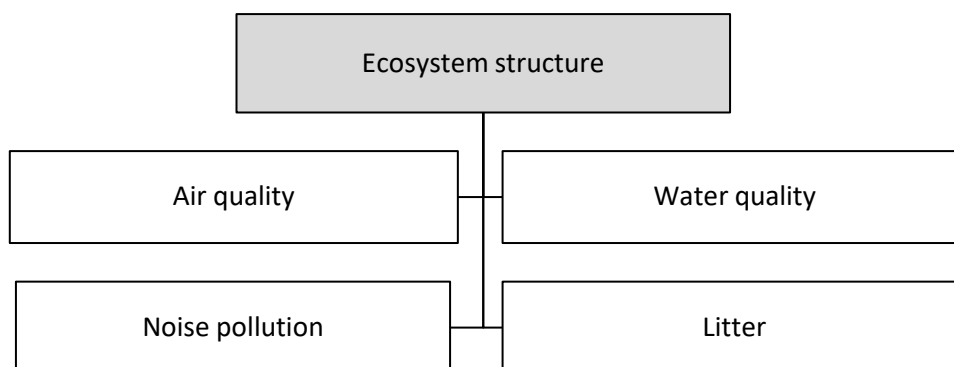 Ecosystem structure
Air quality
Water quality
Noise pollution
Litter